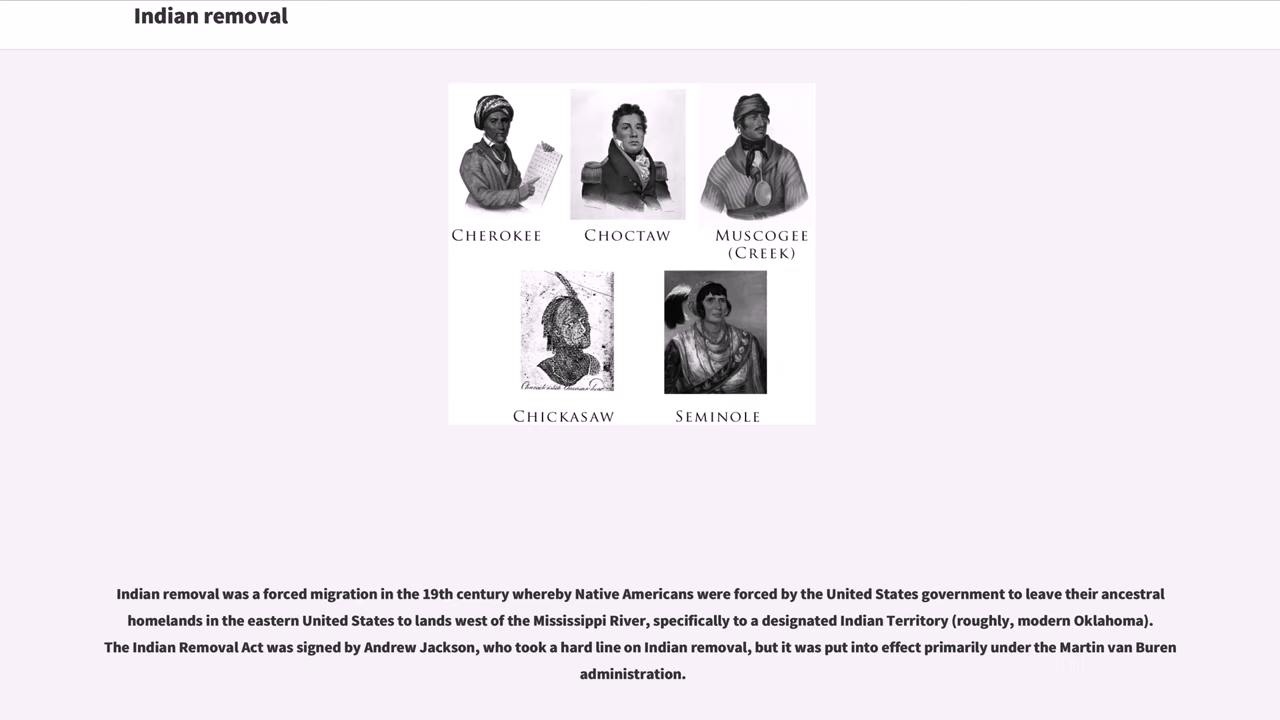 Indian removal
CHEROKEE
CHOCTAW
MUSCOGEE
(CREEK)
CHICKASAW
SEMINOLE
Indian removal was a forced migration in the 19th century whereby Native Americans were forced by the United States government to leave their ancestral
homelands in the eastern United States to lands west of the Mississippi River, specifically to a designated Indian Territory (roughly, modern Oklahoma).
The Indian Removal Act was signed by Andrew Jackson, who took a hard line on Indian removal, but it was put into effect primarily under the Martin van Buren
administration.